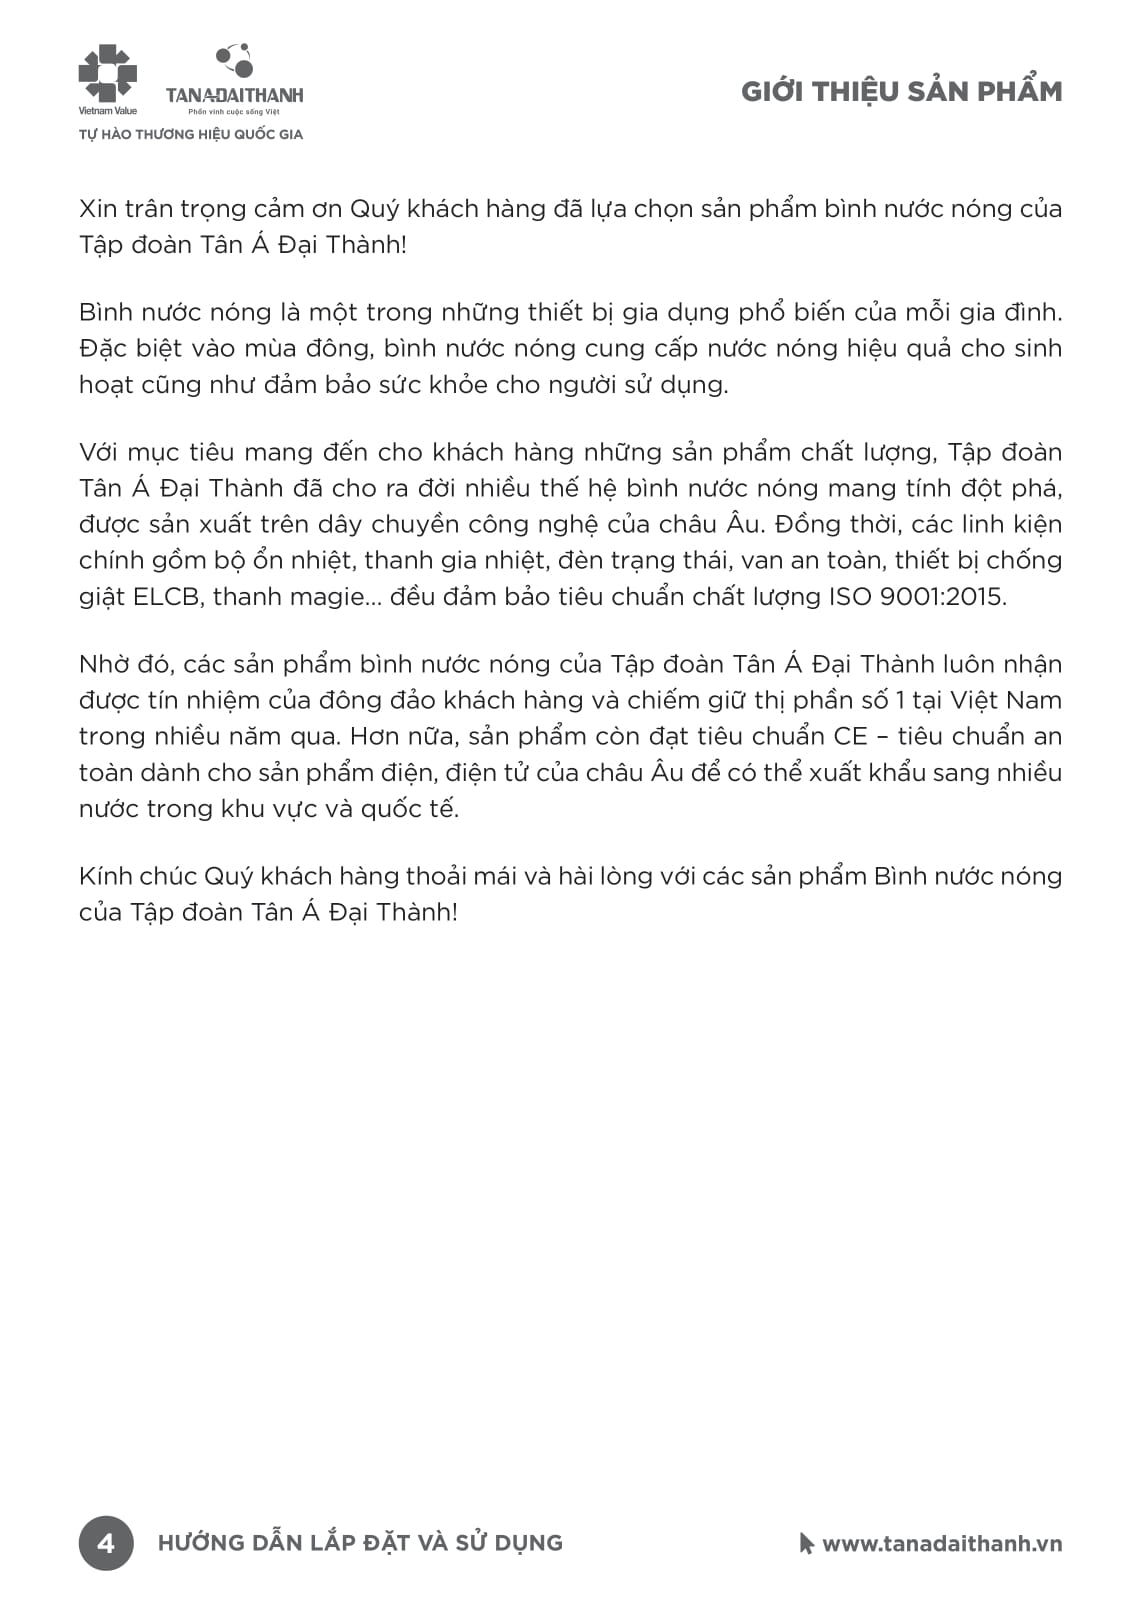 Vietnam Value
TANADAITHANH
Phồn vinh cuộc sống Việt
TỰ HÀO THƯƠNG HIỆU QUỐC GIA
GIỚI THIỆU SẢN PHẨM
Xin trân trọng cảm ơn Quý khách hàng đã lựa chọn sản phẩm bình nước nóng của
Tập đoàn Tân Á Đại Thành!
Bình nước nóng là một trong những thiết bị gia dụng phổ biến của mỗi gia đình.
Đặc biệt vào mùa đông, bình nước nóng cung cấp nước nóng hiệu quả cho sinh
hoạt cũng như đảm bảo sức khỏe cho người sử dụng.
Với mục tiêu mang đến cho khách hàng những sản phẩm chất lượng, Tập đoàn
Tân Á Đại Thành đã cho ra đời nhiều thế hệ bình nước nóng mang tính đột phá,
được sản xuất trên dây chuyền công nghệ của châu Âu. Đồng thời, các linh kiện
chính gồm bộ ổn nhiệt, thanh gia nhiệt, đèn trạng thái, van an toàn, thiết bị chống
giật ELCB, thanh magie... đều đảm bảo tiêu chuẩn chất lượng ISO 9001:2015.
Nhờ đó, các sản phẩm bình nước nóng của Tập đoàn Tân Á Đại Thành luôn nhận
được tín nhiệm của đông đảo khách hàng và chiếm giữ thị phần số 1 tại Việt Nam
trong nhiều năm qua. Hơn nữa, sản phẩm còn đạt tiêu chuẩn CE – tiêu chuẩn an
toàn dành cho sản phẩm điện, điện tử của châu Âu để có thể xuất khẩu sang nhiều
nước trong khu vực và quốc tế.
Kính chúc Quý khách hàng thoải mái và hài lòng với các sản phẩm Bình nước nóng
của Tập đoàn Tân Á Đại Thành!
4 HƯỚNG DẪN LẮP ĐẶT VÀ SỬ DỤNG
www.tanadaithanh.vn